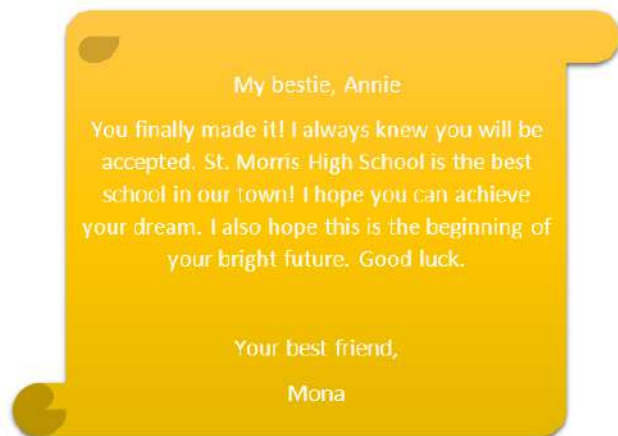 My bestie, Annie
You finally made it! I always knew you will be
accepted. St. Morris High School is the best
school in our town! I hope you can achieve
your dream. I also hope this is the beginning of
your bright future. Good luck.
Your best friend,
Mona